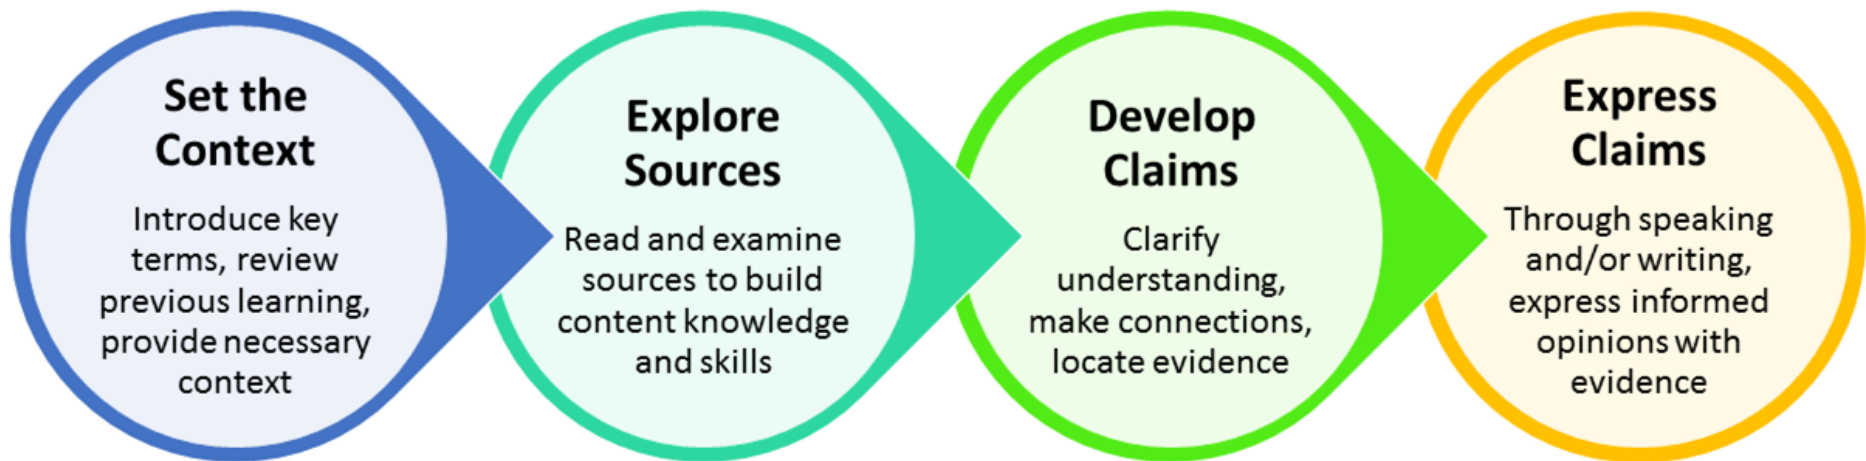 Set the
Context
Introduce key
terms, review
previous learning,
provide necessary
context
Explore
Sources
Read and examine
sources to build
content knowledge
and skills
Develop
Claims
Clarify
understanding,
make connections,
locate evidence
Express
Claims
Through speaking
and/or writing,
express informed
opinions with
evidence